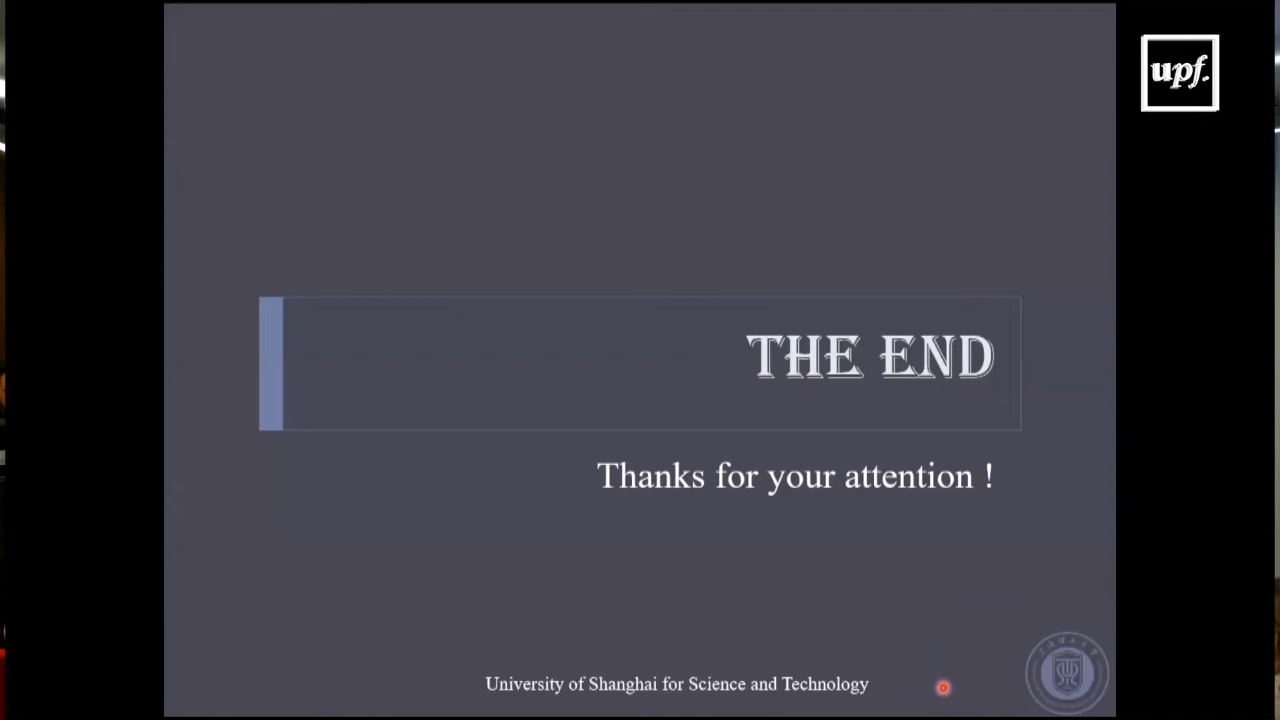 upf.
THE END
Thanks for your attention !
University of Shanghai for Science and Technology